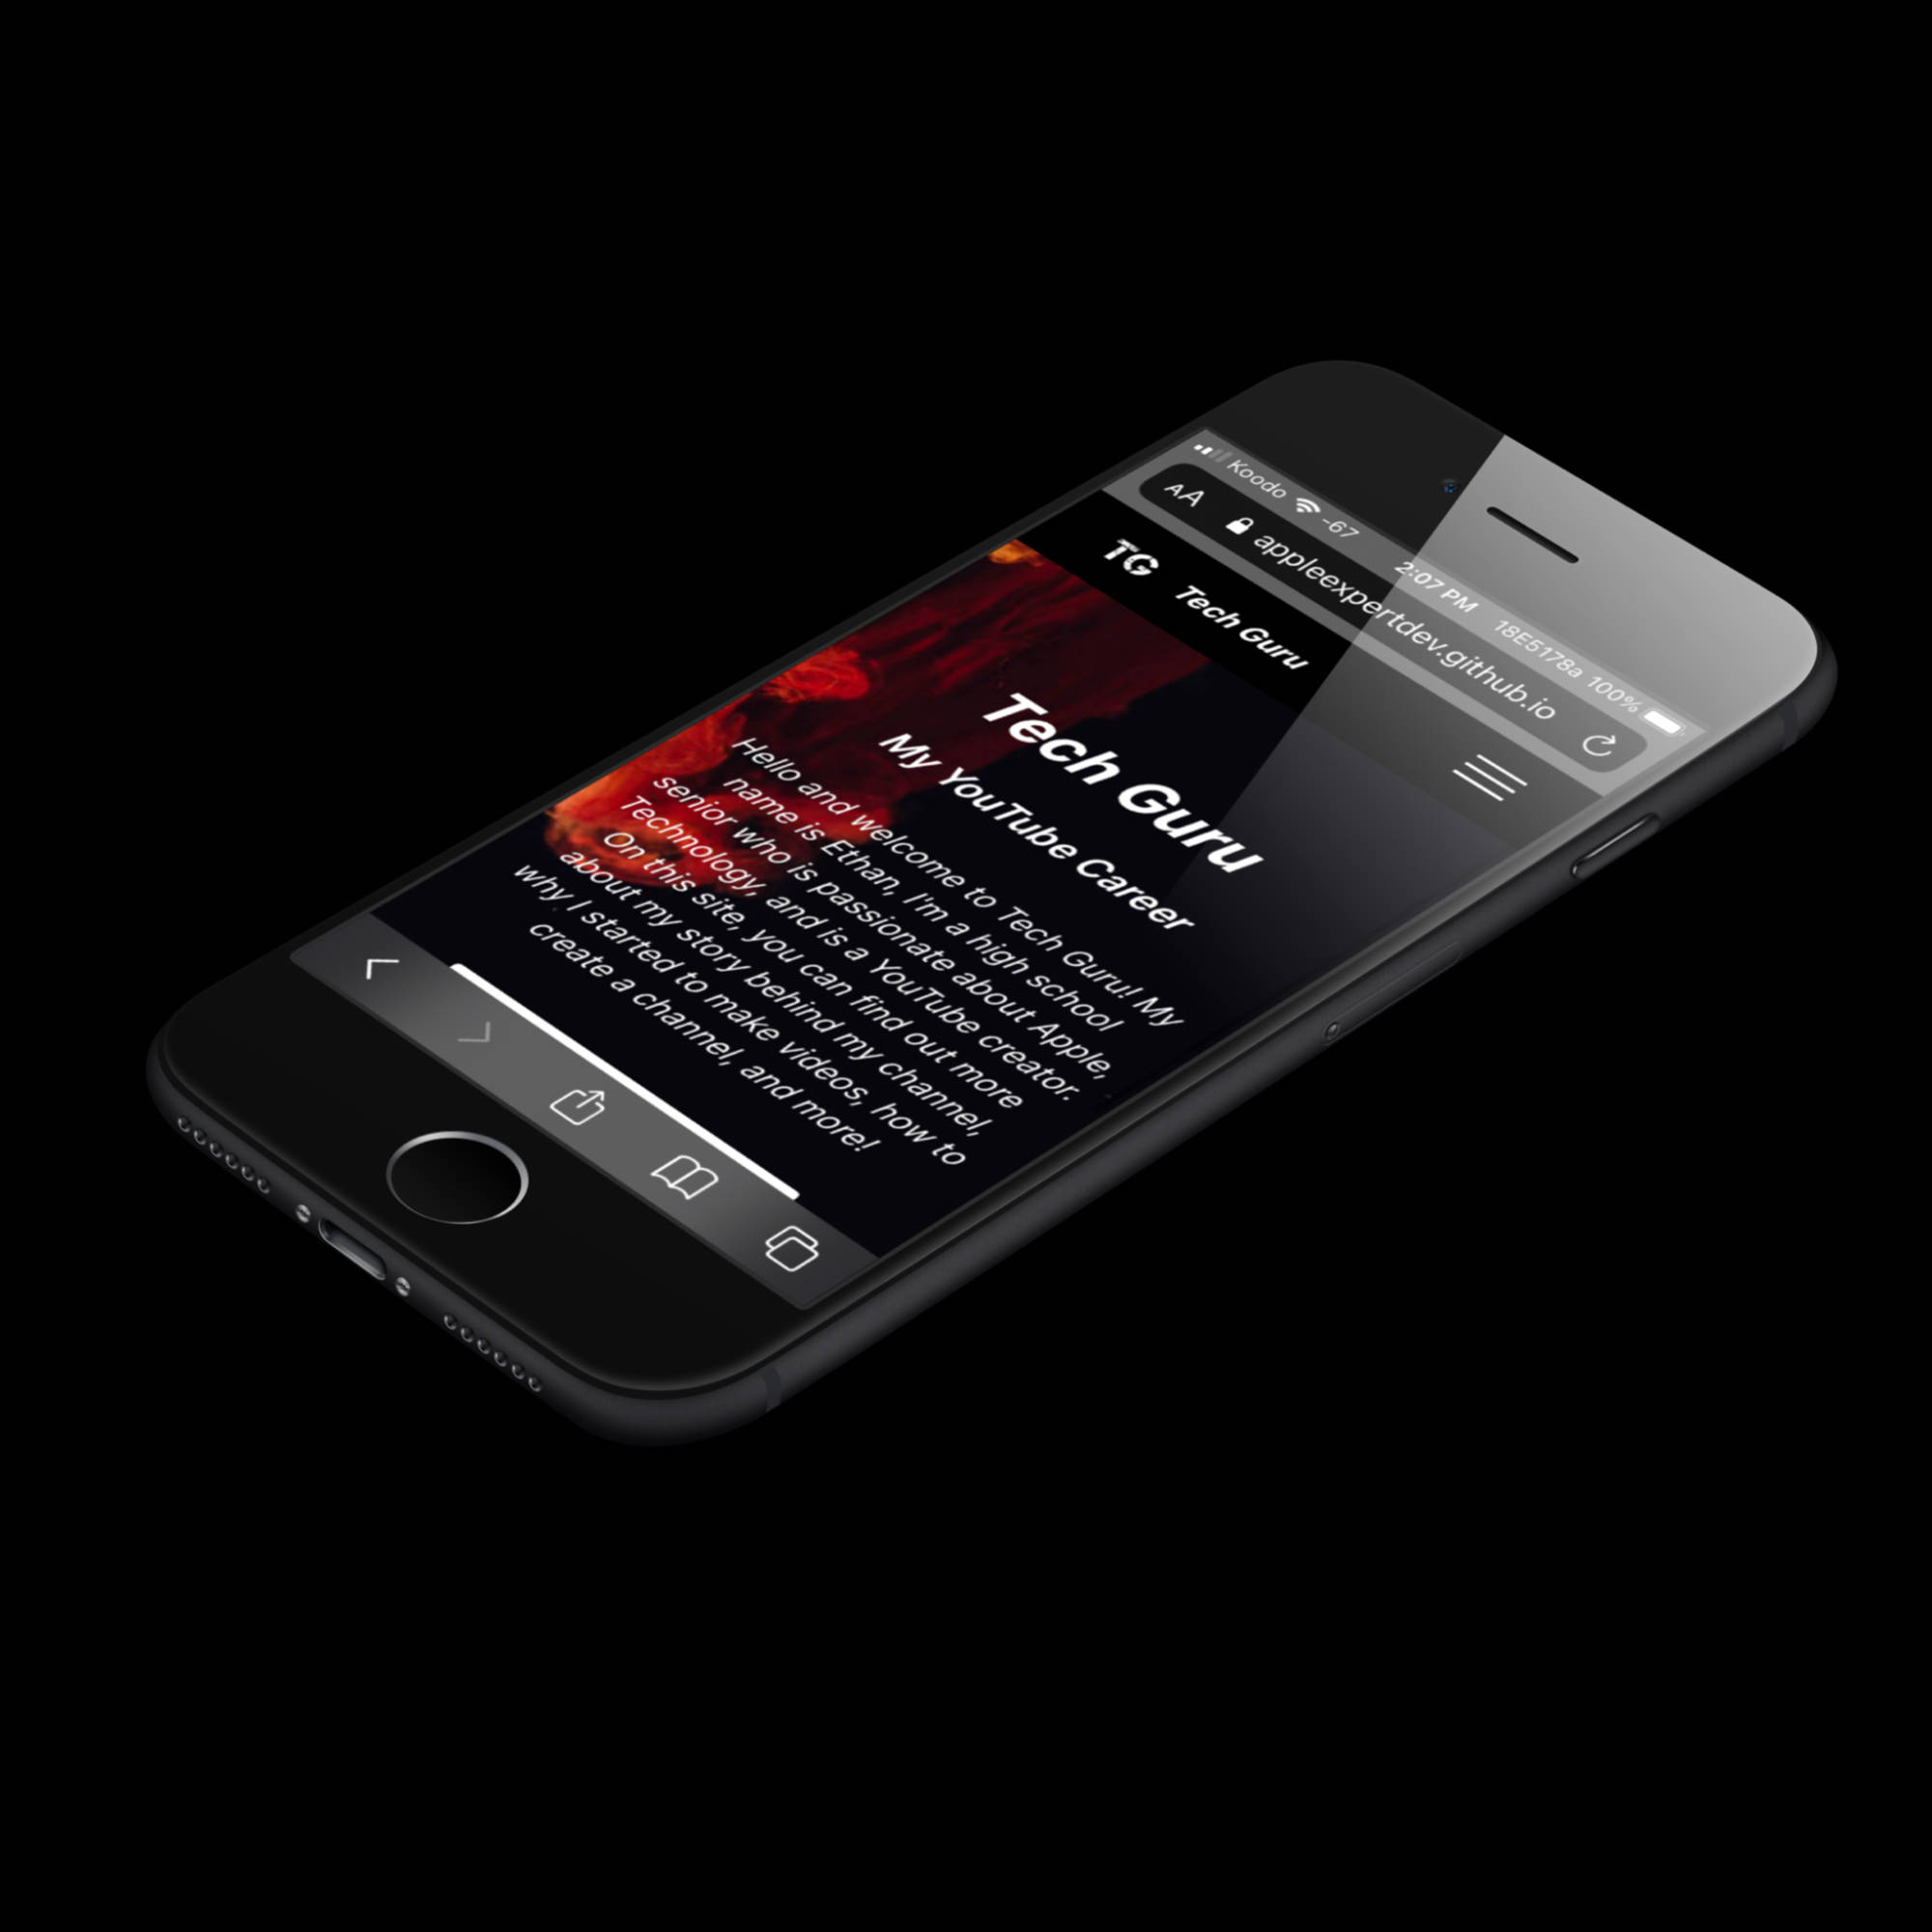 Koodo -67 2:07 PM 18E5178a 100%
AA appleexpertdev.github.io
TG Tech Guru
Tech Guru
My YouTube Career
Hello and welcome to Tech Guru! My
name is Ethan, I'm a high school
senior who is passionate about Apple,
Technology, and is a YouTube creator.
On this site, you can find out more
about my story behind my channel,
why I started to make videos, how to
create a channel, and more!